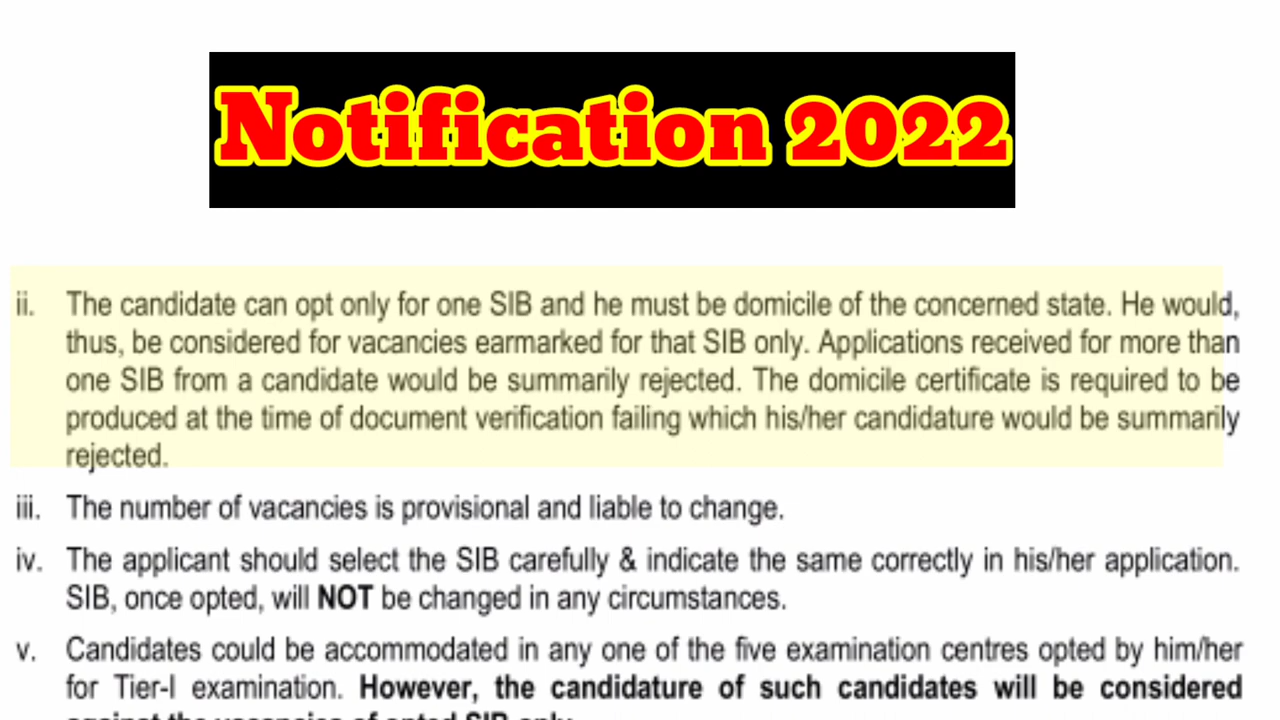 Notification 2022
ii. The candidate can opt only for one SIB and he must be domicile of the concerned state. He would,
thus, be considered for vacancies earmarked for that SIB only. Applications received for more than
one SIB from a candidate would be summarily rejected. The domicile certificate is required to be
produced at the time of document verification failing which his/her candidature would be summarily
rejected.
iii. The number of vacancies is provisional and liable to change.
iv. The applicant should select the SIB carefully & indicate the same correctly in his/her application.
SIB, once opted, will NOT be changed in any circumstances.
v. Candidates could be accommodated in any one of the five examination centres opted by him/her
for Tier-I examination. However, the candidature of such candidates will be considered
against the vacancies of opted SIB only.